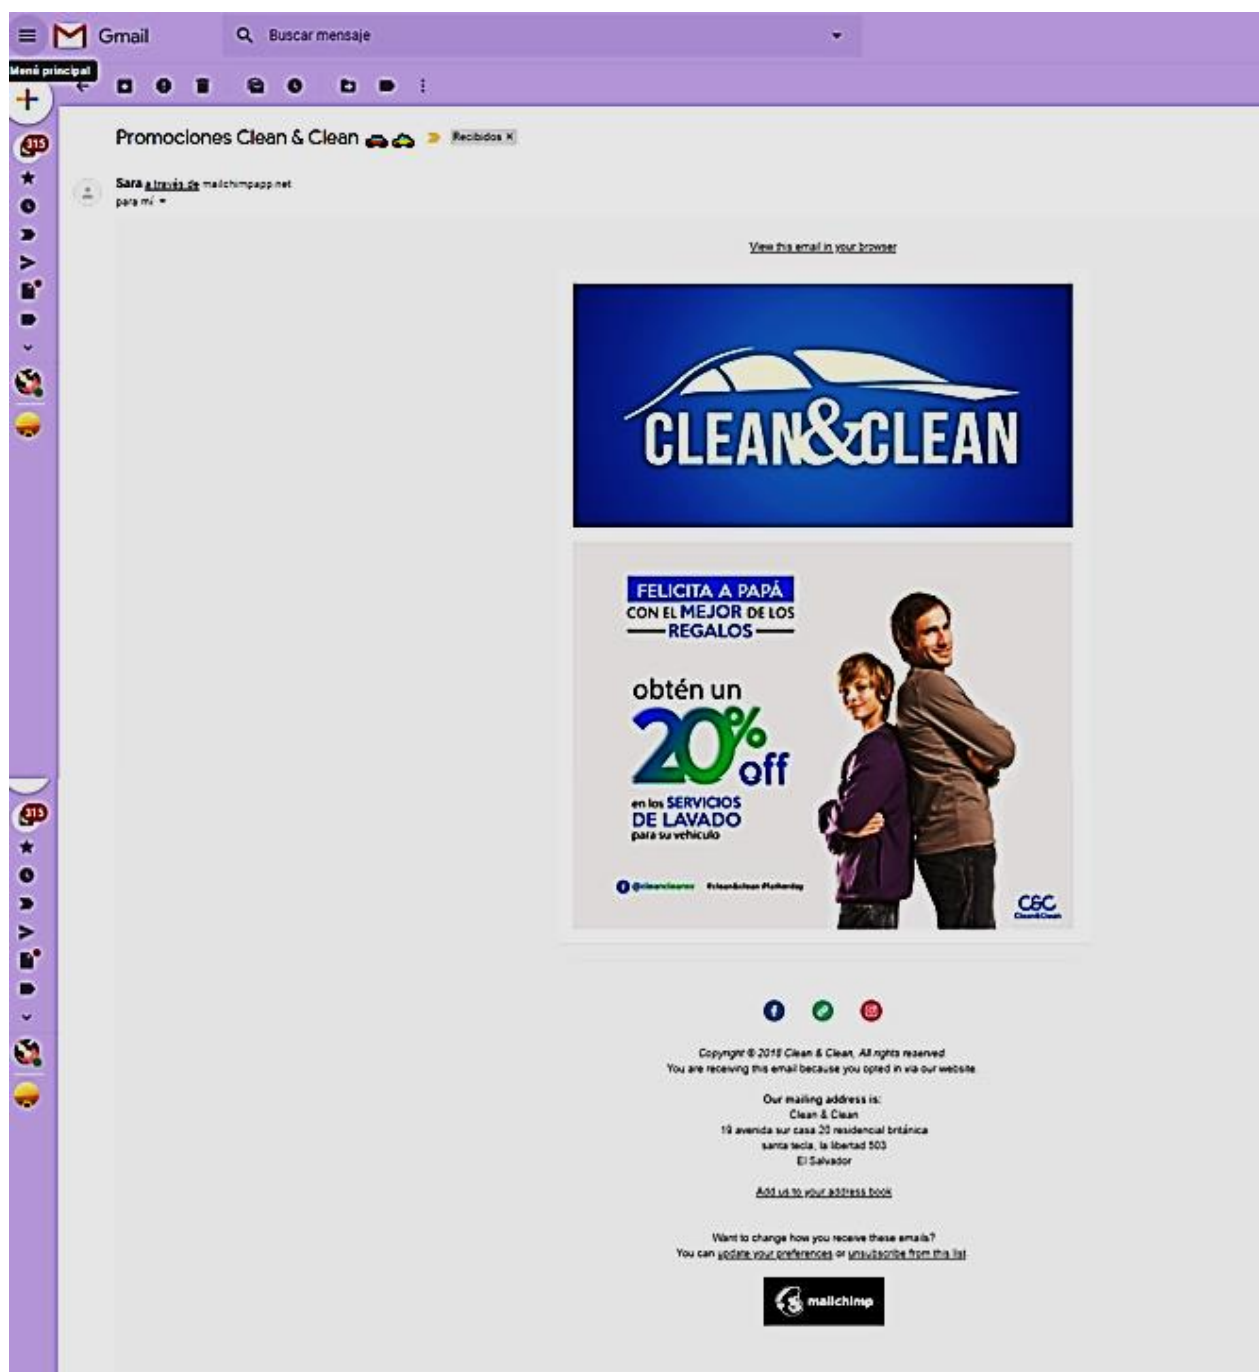 Gmail
Buscar mensaje
Menú principal
Promociones Clean & Clean
Recibidos X
315
Sara a través de mailchimpapp.net
para mí
View this email in your browser
CLEAN&CLEAN
FELICITA A PAPÁ
CON EL MEJOR DE LOS
REGALOS
obtén un
20%
off
en los SERVICIOS
DE LAVADO
para su vehículo
C&C
Clean&Clean
315
Copyright © 2018 Clean & Clean, All rights reserved.
You are receiving this email because you opted in via our website.
Our mailing address is:
Clean & Clean
19 avenida sur casa 20 residencial británica
santa tecla, la libertad 503
El Salvador
Add us to your address book
Want to change how you receive these emails?
You can update your preferences or unsubscribe from this list
mailchimp